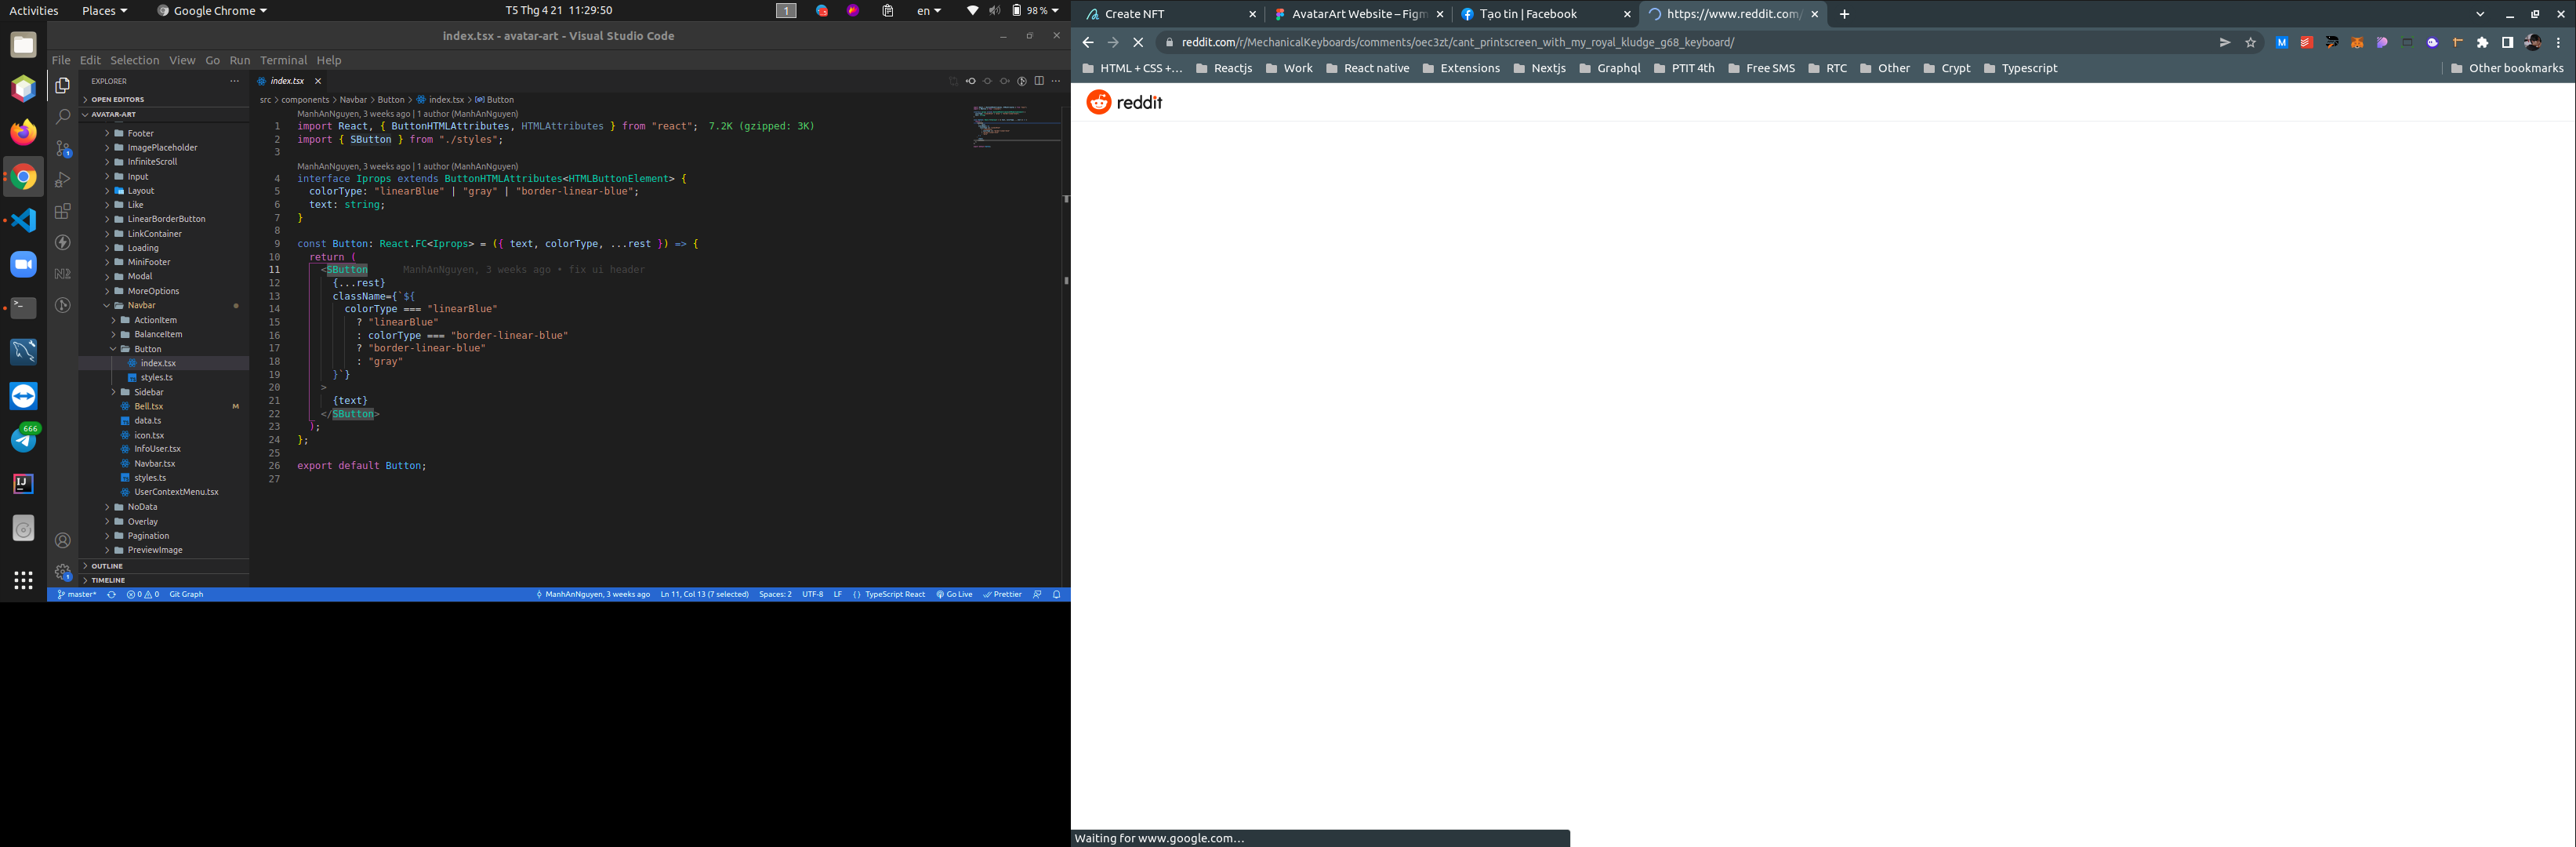 Activities Places Google Chrome T5 Thg 4 21 11:29:50 1 en 98 %
index.tsx - avatar-art - Visual Studio Code
File Edit Selection View Go Run Terminal Help
EXPLORER
OPEN EDITORS
AVATAR-ART
Footer
ImagePlaceholder
InfiniteScroll
Input
Layout
Like
LinearBorderButton
LinkContainer
Loading
MiniFooter
Modal
MoreOptions
Navbar
ActionItem
BalanceItem
Button
index.tsx
styles.ts
Sidebar
Bell.tsx M
data.ts
icon.tsx
InfoUser.tsx
Navbar.tsx
styles.ts
UserContextMenu.tsx
NoData
Overlay
Pagination
PreviewImage
OUTLINE
TIMELINE
666
index.tsx
src > components > Navbar > Button > index.tsx > Button
ManhAnNguyen, 3 weeks ago | 1 author (ManhAnNguyen)
1 import React, { ButtonHTMLAttributes, HTMLAttributes } from "react"; 7.2K (gzipped: 3K)
2 import { SButton } from "./styles";
3
ManhAnNguyen, 3 weeks ago | 1 author (ManhAnNguyen)
4 interface Iprops extends ButtonHTMLAttributes<HTMLButtonElement> {
5 colorType: "linearBlue" | "gray" | "border-linear-blue";
6 text: string;
7 }
8
9 const Button: React.FC<Iprops> = ({ text, colorType, ...rest }) => {
10 return (
11 <SButton ManhAnNguyen, 3 weeks ago • fix ui header
12 {...rest}
13 className={`${
14 colorType === "linearBlue"
15 ? "linearBlue"
16 : colorType === "border-linear-blue"
17 ? "border-linear-blue"
18 : "gray"
19 }`}
20 >
21 {text}
22 </SButton>
23 );
24 };
25
26 export default Button;
27
master* 0 0 Git Graph ManhAnNguyen, 3 weeks ago Ln 11, Col 13 (7 selected) Spaces: 2 UTF-8 LF {} TypeScript React Go Live Prettier
Create NFT AvatarArt Website – Figm Tạo tin | Facebook https://www.reddit.com/
reddit.com/r/MechanicalKeyboards/comments/oec3zt/cant_printscreen_with_my_royal_kludge_g68_keyboard/
HTML + CSS +... Reactjs Work React native Extensions Nextjs Graphql PTIT 4th Free SMS RTC Other Crypt Typescript Other bookmarks
reddit
Waiting for www.google.com...